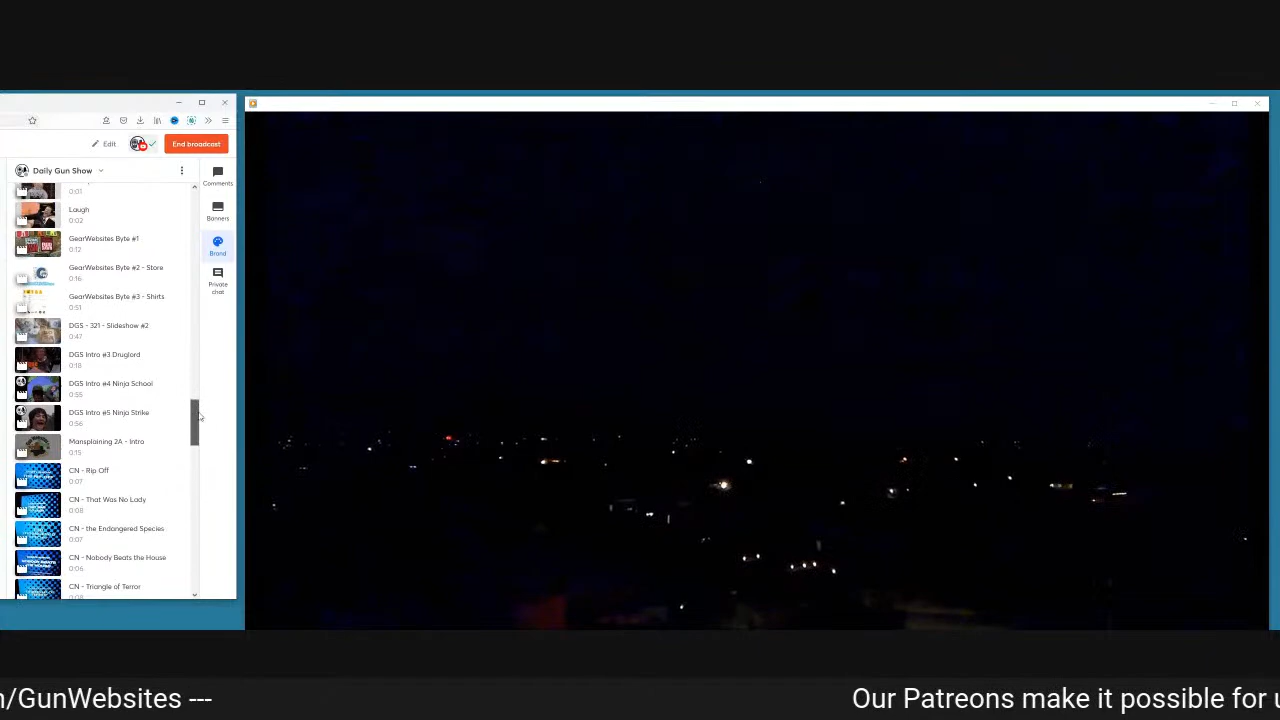 Edit
End broadcast
Daily Gun Show
0:01
Laugh
0:02
GearWebsites Byte #1
0:12
GearWebsites Byte #2 - Store
0:16
GearWebsites Byte #3 - Shirts
0:51
DGS - 321 - Slideshow #2
0:47
DGS Intro #3 Druglord
0:18
DGS Intro #4 Ninja School
0:55
DGS Intro #5 Ninja Strike
0:56
Mansplaining 2A - Intro
0:15
CN - Rip Off
0:07
CN - That Was No Lady
0:08
CN - the Endangered Species
0:07
CN - Nobody Beats the House
0:06
CN - Triangle of Terror
Comments
Banners
Brand
Private
chat
n/GunWebsites --- Our Patreons make it possible for u